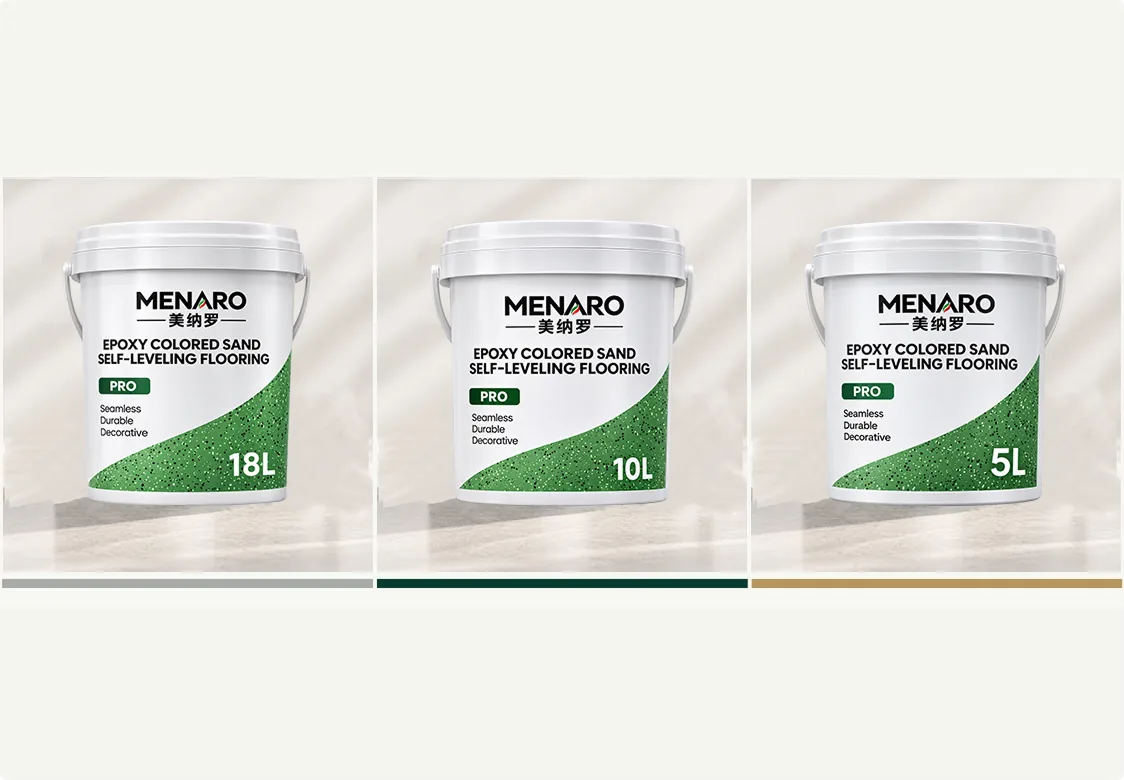 MENARO
美纳罗
EPOXY COLORED SAND
SELF-LEVELING FLOORING
PRO
Seamless
Durable
Decorative
18L
MENARO
美纳罗
EPOXY COLORED SAND
SELF-LEVELING FLOORING
PRO
Seamless
Durable
Decorative
10L
MENARO
美纳罗
EPOXY COLORED SAND
SELF-LEVELING FLOORING
PRO
Seamless
Durable
Decorative
5L